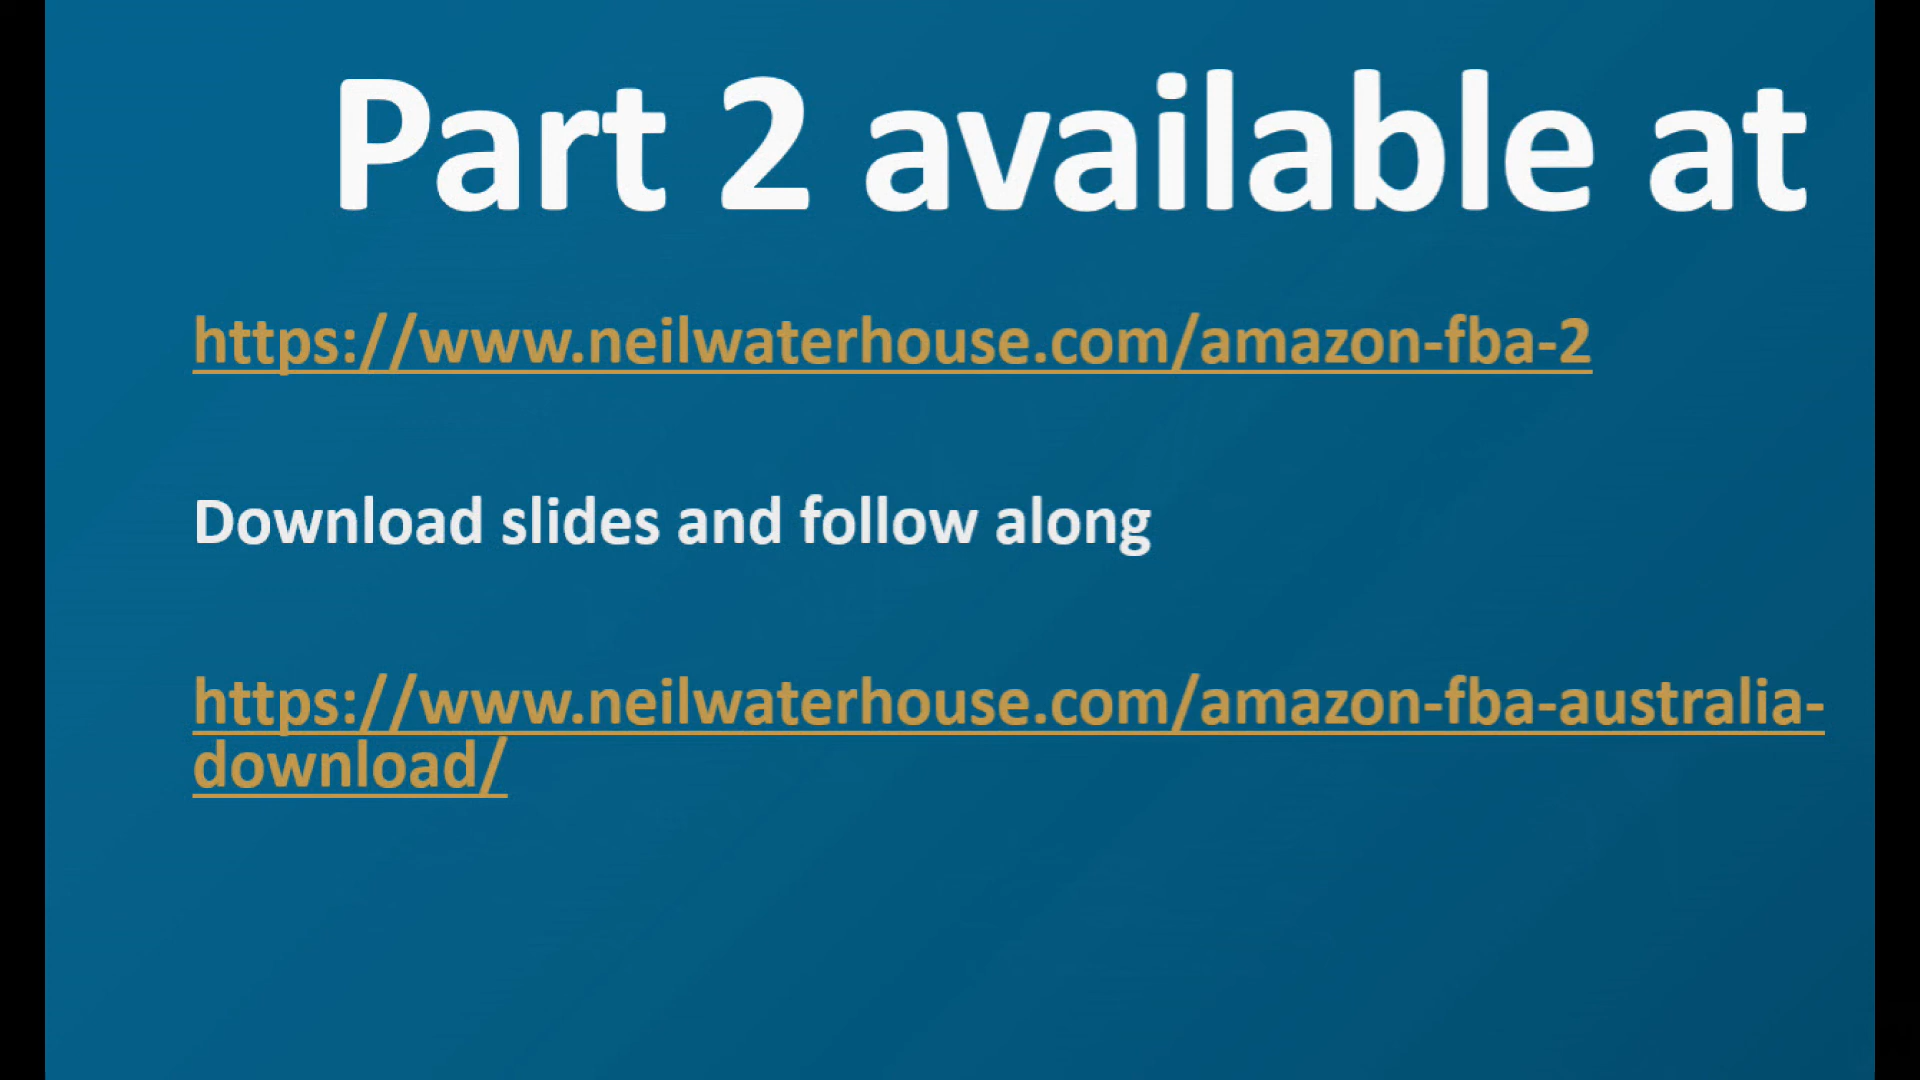 Part 2 available at
https://www.neilwaterhouse.com/amazon-fba-2
Download slides and follow along
https://www.neilwaterhouse.com/amazon-fba-australia-
download/